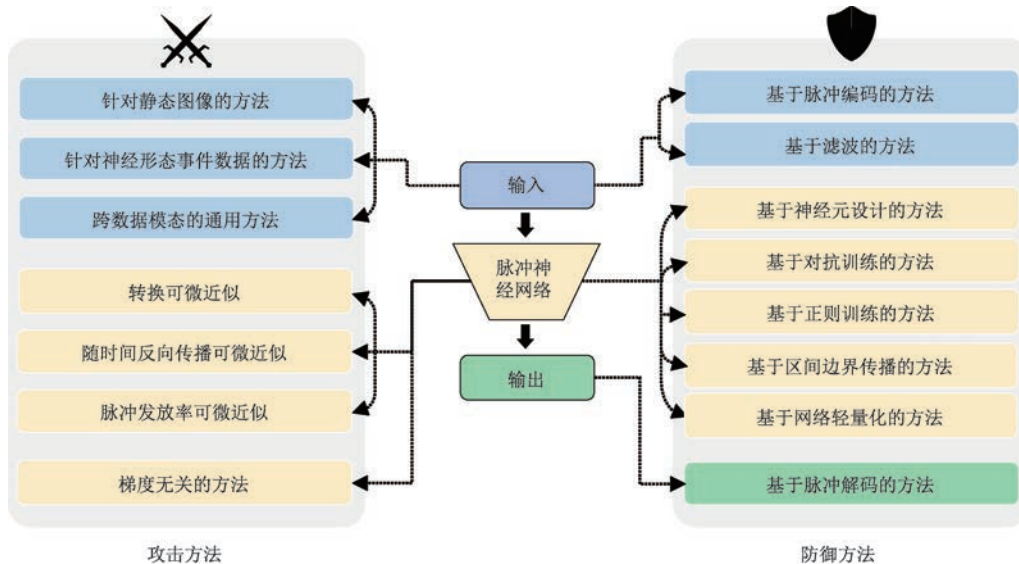 针对静态图像的方法
针对神经形态事件数据的方法
跨数据模态的通用方法
转换可微近似
随时间反向传播可微近似
脉冲发放率可微近似
梯度无关的方法
攻击方法
输入
脉冲神
经网络
输出
基于脉冲编码的方法
基于滤波的方法
基于神经元设计的方法
基于对抗训练的方法
基于正则训练的方法
基于区间边界传播的方法
基于网络轻量化的方法
基于脉冲解码的方法
防御方法